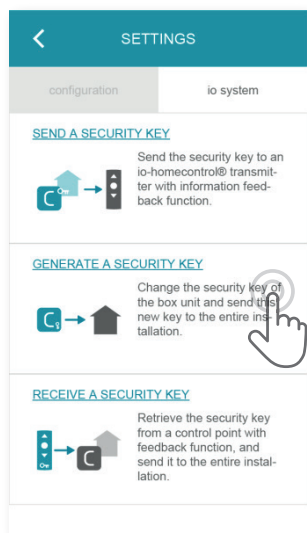 SETTINGS
configuration
io system
SEND A SECURITY KEY
Send the security key to an
io-homecontrol® transmit-
ter with information feed-
back function.
C
GENERATE A SECURITY KEY
Change the security key of
the box unit and send this
new key to the entire ins-
tallation.
C
RECEIVE A SECURITY KEY
Retrieve the security key
from a control point with
feedback function, and
send it to the entire instal-
lation.
C